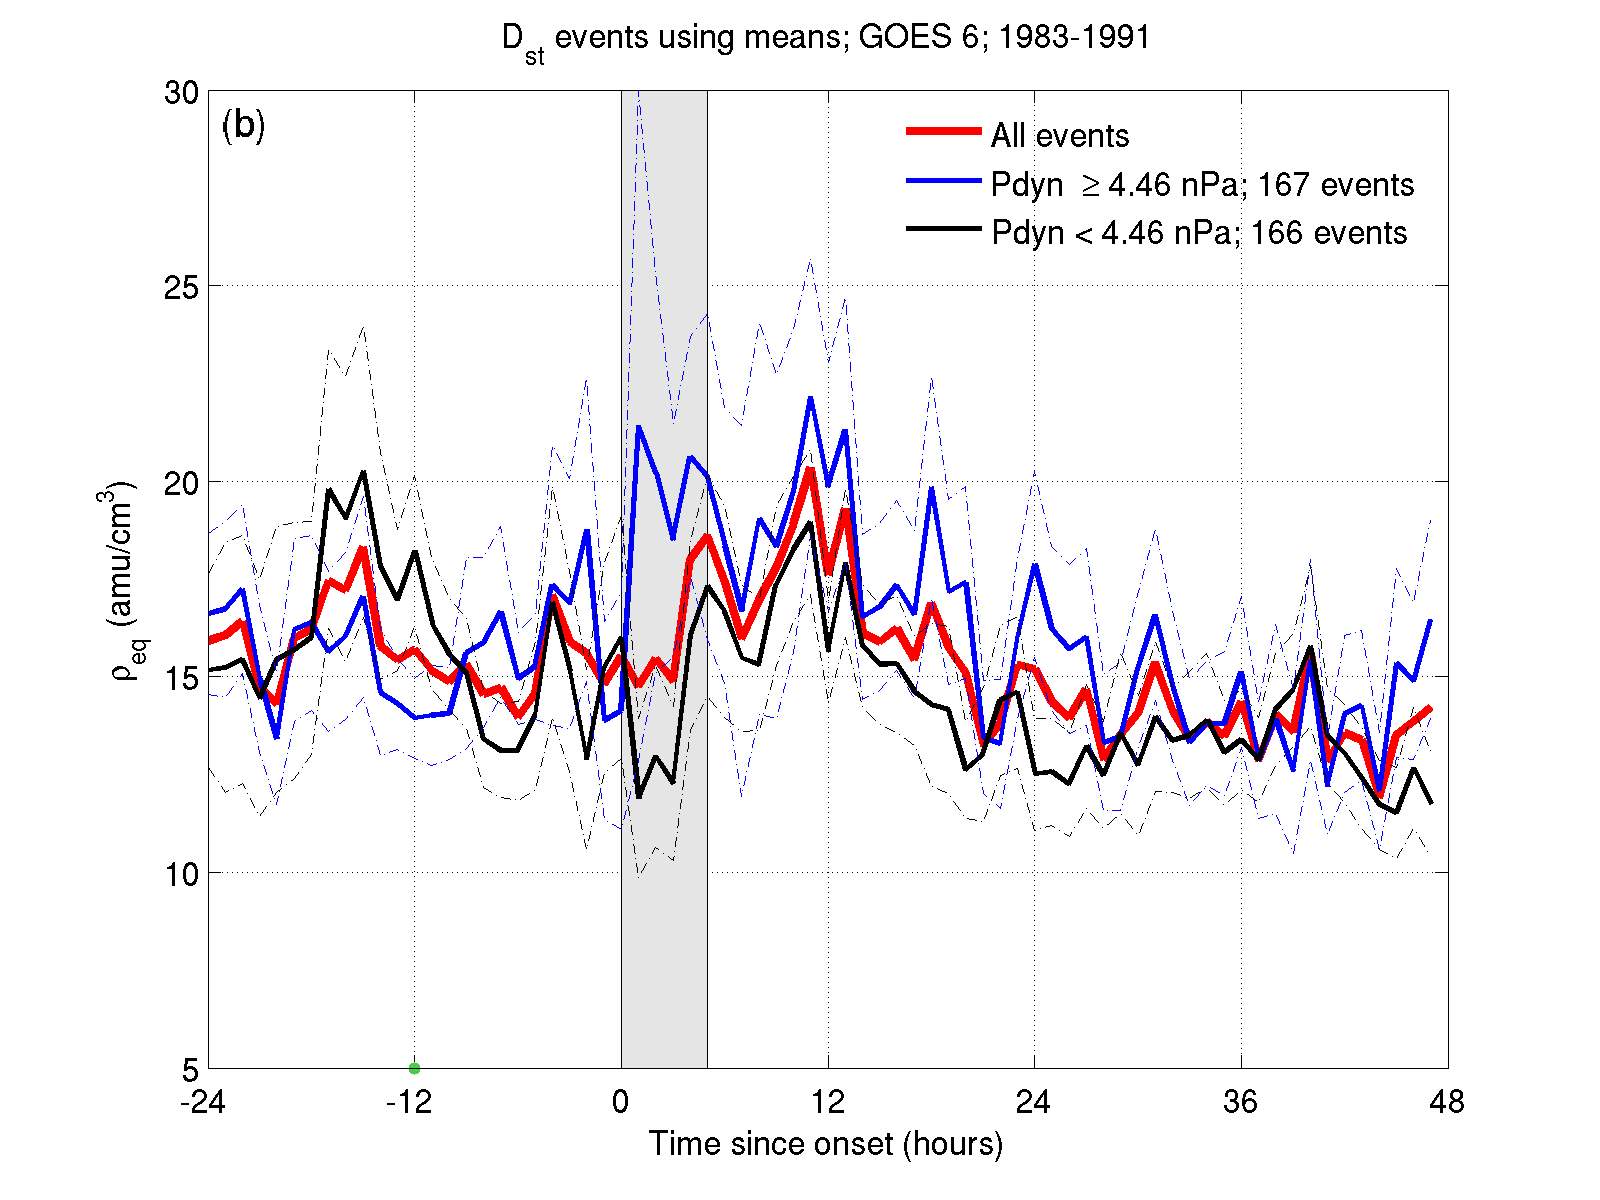 D_st events using means; GOES 6; 1983-1991
(b)
All events
Pdyn ≥ 4.46 nPa; 167 events
Pdyn < 4.46 nPa; 166 events
30
25
20
15
10
5
ρ_eq (amu/cm³)
-24 -12 0 12 24 36 48
Time since onset (hours)